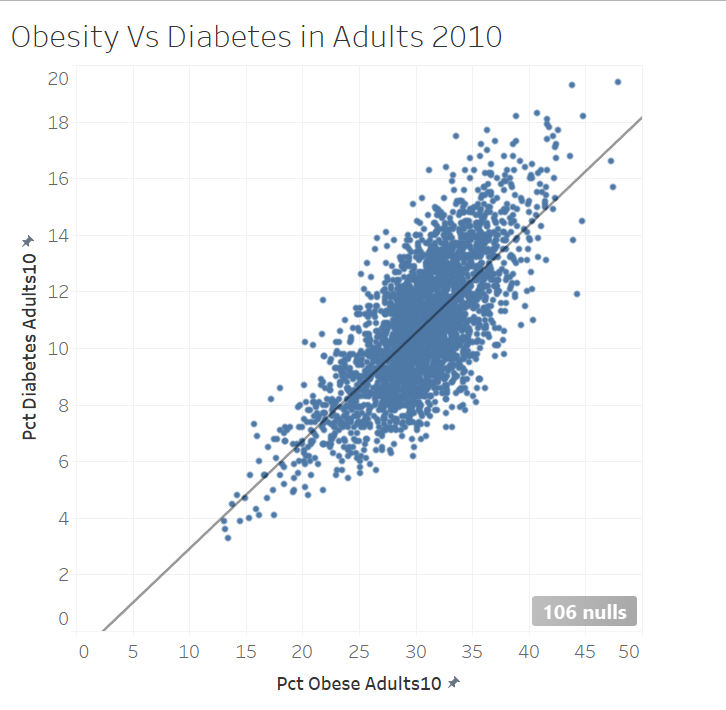 Obesity Vs Diabetes in Adults 2010
20
18
16
14
12
10
8
6
4
2
0
Pct Diabetes Adults10
106 nulls
0 5 10 15 20 25 30 35 40 45 50
Pct Obese Adults10